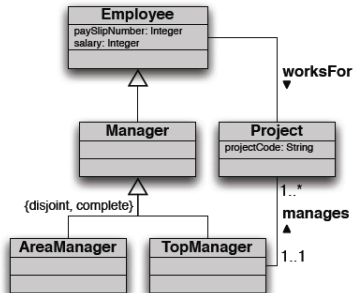 Employee
paySlipNumber: Integer
salary: Integer
worksFor
Manager
Project
projectCode: String
1..*
{disjoint, complete}
manages
AreaManager
TopManager
1..1